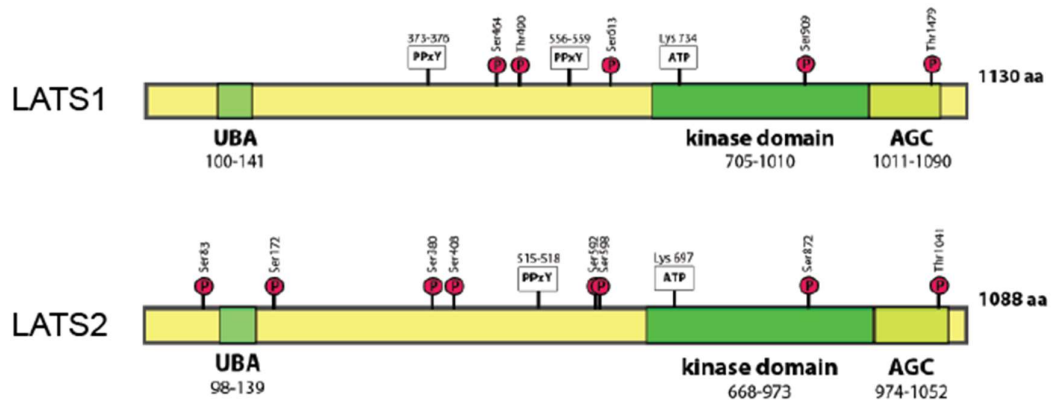 373-376
PPxY
Ser464
Thr490
556-559
PPxY
Ser613
Lys 734
ATP
Ser909
Thr1479
P P P P P
1130 aa
LATS1
UBA
100-141
kinase domain
705-1010
AGC
1011-1090
Ser83
Ser172
Ser380
Ser408
515-518
PPxY
Ser592
Ser598
Lys 697
ATP
Ser872
Thr1041
P P P P P P P
1088 aa
LATS2
UBA
98-139
kinase domain
668-973
AGC
974-1052